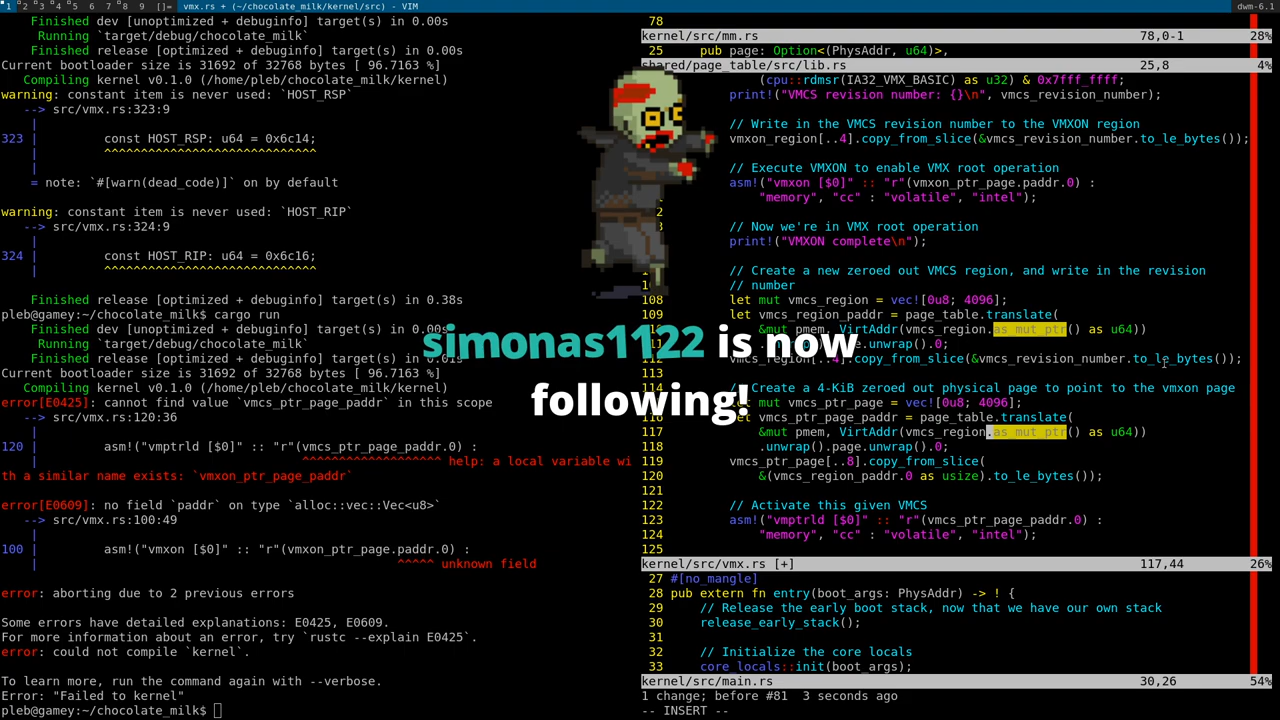 1 2 3 4 5 6 7 8 9 []= vmx.rs + (~/chocolate_milk/kernel/src) - VIM dwm-6.1
Finished dev [unoptimized + debuginfo] target(s) in 0.00s
Running `target/debug/chocolate_milk`
Finished release [optimized + debuginfo] target(s) in 0.00s
Current bootloader size is 31692 of 32768 bytes [ 96.7163 %]
Compiling kernel v0.1.0 (/home/pleb/chocolate_milk/kernel)
warning: constant item is never used: `HOST_RSP`
--> src/vmx.rs:323:9
|
323 | const HOST_RSP: u64 = 0x6c14;
| ^^^^^^^^^^^^^^^^^^^^^^^^^^^^^
|
= note: `#[warn(dead_code)]` on by default
warning: constant item is never used: `HOST_RIP`
--> src/vmx.rs:324:9
|
324 | const HOST_RIP: u64 = 0x6c16;
| ^^^^^^^^^^^^^^^^^^^^^^^^^^^^^
Finished release [optimized + debuginfo] target(s) in 0.38s
pleb@gamey:~/chocolate_milk$ cargo run
Finished dev [unoptimized + debuginfo] target(s) in 0.00s
Running `target/debug/chocolate_milk`
Finished release [optimized + debuginfo] target(s) in
Current bootloader size is 31692 of 32768 bytes [ 96.7163 %]
Compiling kernel v0.1.0 (/home/pleb/chocolate_milk/kernel)
error[E0425]: cannot find value `vmcs_ptr_page_paddr` in this scope
--> src/vmx.rs:120:36
|
120 | asm!("vmptrld [$0]" :: "r"(vmcs_ptr_page_paddr.0) :
| ^^^^^^^^^^^^^^^^^^^ help: a local variable wi
th a similar name exists: `vmxon_ptr_page_paddr`
error[E0609]: no field `paddr` on type `alloc::vec::Vec<u8>`
--> src/vmx.rs:100:49
|
100 | asm!("vmxon [$0]" :: "r"(vmxon_ptr_page.paddr.0) :
| ^^^^^ unknown field
error: aborting due to 2 previous errors
Some errors have detailed explanations: E0425, E0609.
For more information about an error, try `rustc --explain E0425`.
error: could not compile `kernel`.
To learn more, run the command again with --verbose.
Error: "Failed to kernel"
pleb@gamey:~/chocolate_milk$
simonas1122 is now
following!
78
kernel/src/mm.rs 78,0-1 28%
25 pub page: Option<(PhysAddr, u64)>,
shared/page_table/src/lib.rs 25,8 4%
(cpu::rdmsr(IA32_VMX_BASIC) as u32) & 0x7fff_ffff;
print!("VMCS revision number: {}\n", vmcs_revision_number);
// Write in the VMCS revision number to the VMXON region
vmxon_region[..4].copy_from_slice(&vmcs_revision_number.to_le_bytes());
// Execute VMXON to enable VMX root operation
asm!("vmxon [$0]" :: "r"(vmxon_ptr_page.paddr.0) :
"memory", "cc" : "volatile", "intel");
// Now we're in VMX root operation
print!("VMXON complete\n");
// Create a new zeroed out VMCS region, and write in the revision
// number
108 let mut vmcs_region = vec![0u8; 4096];
109 let vmcs_region_paddr = page_table.translate(
&mut pmem, VirtAddr(vmcs_region.as_mut_ptr() as u64))
.unwrap().0;
112 vmcs_region[..4].copy_from_slice(&vmcs_revision_number.to_le_bytes());
113
114 // Create a 4-KiB zeroed out physical page to point to the vmxon page
mut vmcs_ptr_page = vec![0u8; 4096];
vmcs_ptr_page_paddr = page_table.translate(
117 &mut pmem, VirtAddr(vmcs_region.as_mut_ptr() as u64))
118 .unwrap().page.unwrap().0;
119 vmcs_ptr_page[..8].copy_from_slice(
120 &(vmcs_region_paddr.0 as usize).to_le_bytes());
121
122 // Activate this given VMCS
123 asm!("vmptrld [$0]" :: "r"(vmcs_ptr_page_paddr.0) :
124 "memory", "cc" : "volatile", "intel");
125
kernel/src/vmx.rs [+] 117,44 26%
27 #[no_mangle]
28 pub extern fn entry(boot_args: PhysAddr) -> ! {
29 // Release the early boot stack, now that we have our own stack
30 release_early_stack();
31
32 // Initialize the core locals
33 core_locals::init(boot_args);
kernel/src/main.rs 30,26 54%
1 change; before #81 3 seconds ago
-- INSERT --